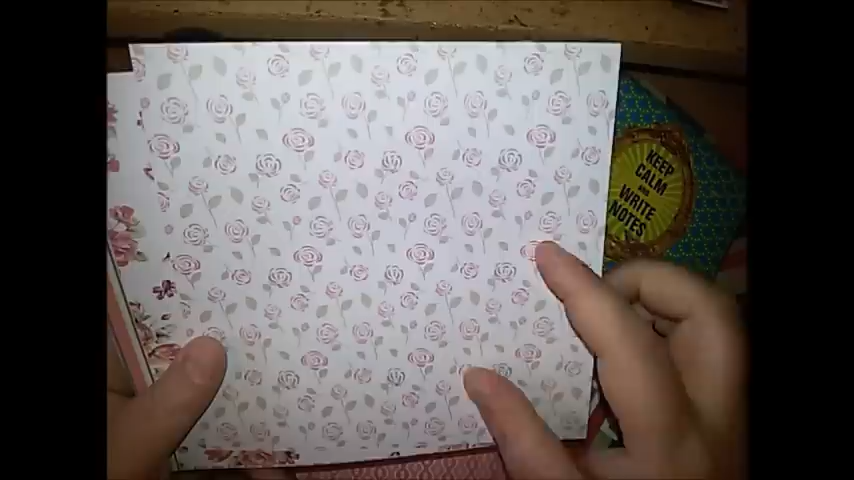 KEEP
CALM
AND
WRITE
NOTES